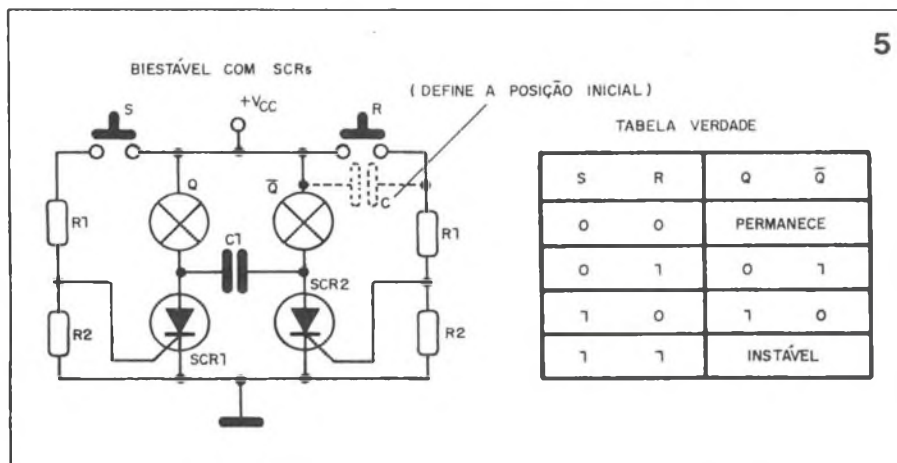 5
BIESTÁVEL COM SCRs
(DEFINE A POSIÇÃO INICIAL)
+VCC
S
R
Q
Q̄
C
R1
R1
C1
SCR2
R2
SCR1
R2
TABELA VERDADE
S R Q Q̄
0 0 PERMANECE
0 1 0 1
1 0 1 0
1 1 INSTÁVEL